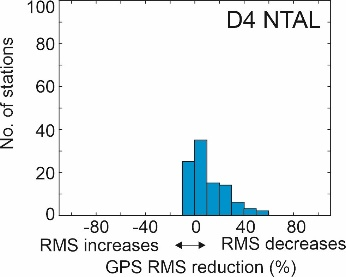 100
D4 NTAL
80
60
40
20
0
No. of stations
-80 -40 0 40 80
RMS increases ↔ RMS decreases
GPS RMS reduction (%)